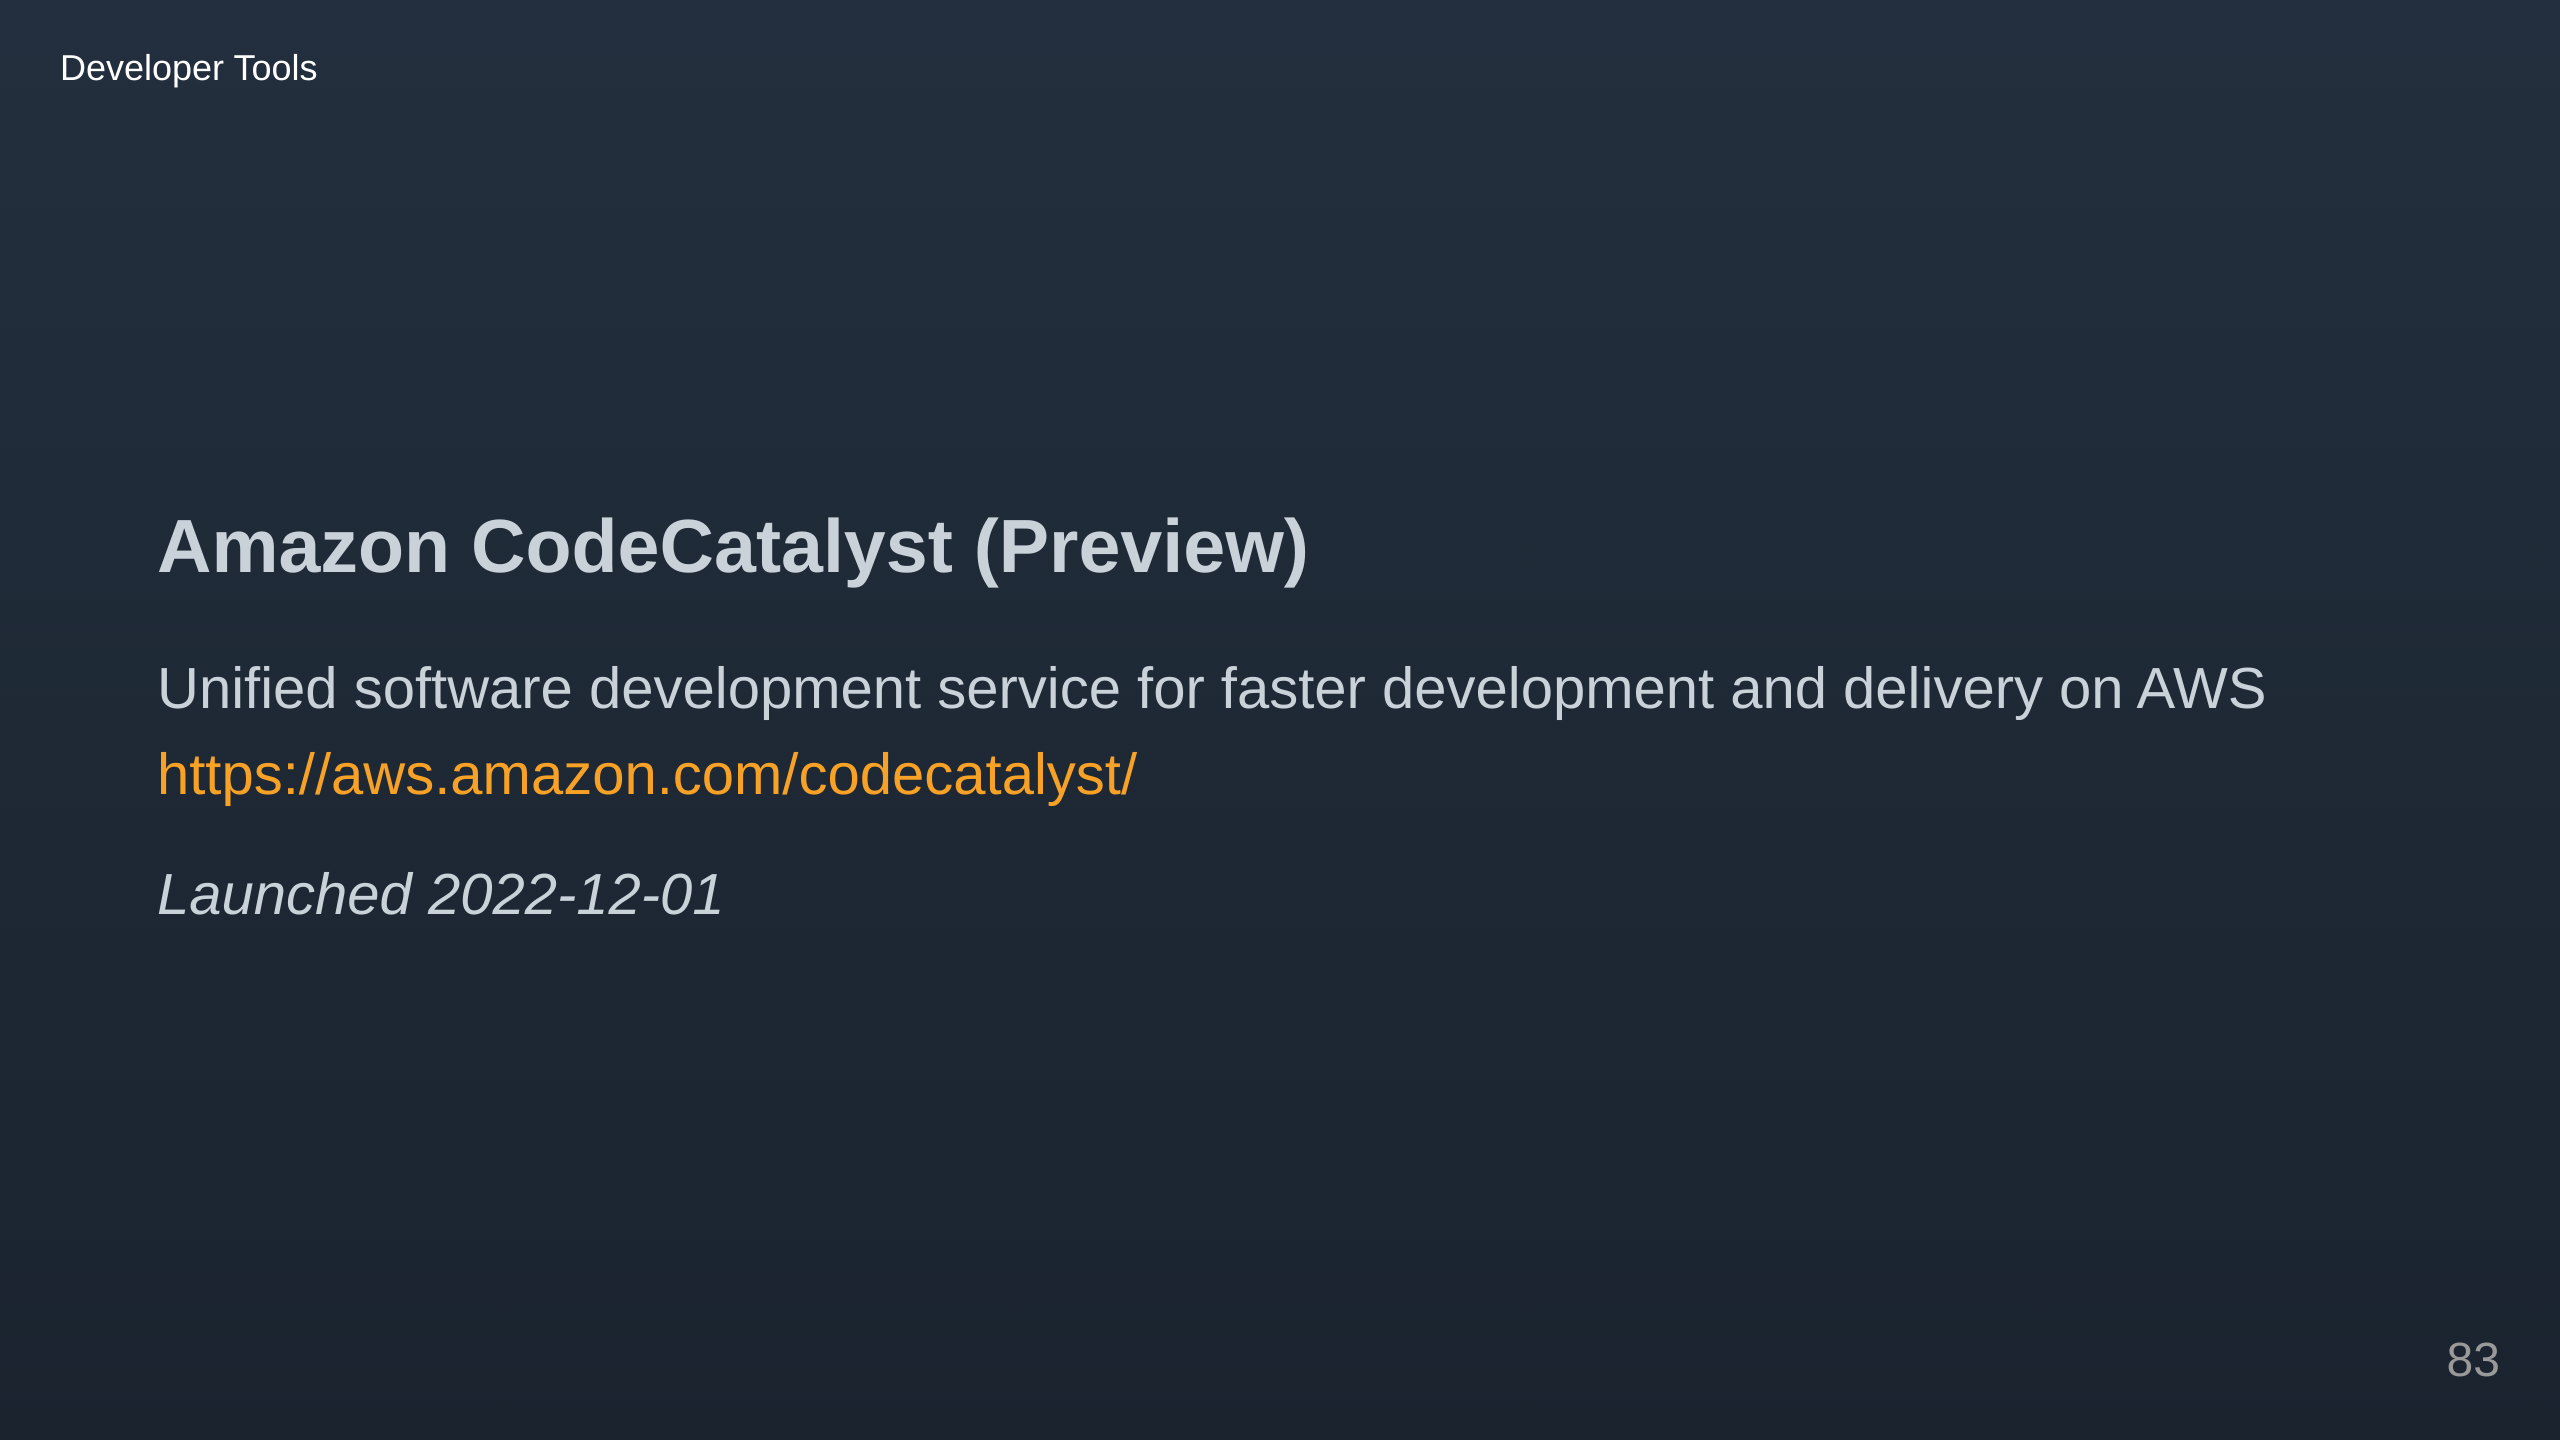 Developer Tools
Amazon CodeCatalyst (Preview)
Unified software development service for faster development and delivery on AWS
https://aws.amazon.com/codecatalyst/
Launched 2022-12-01
83